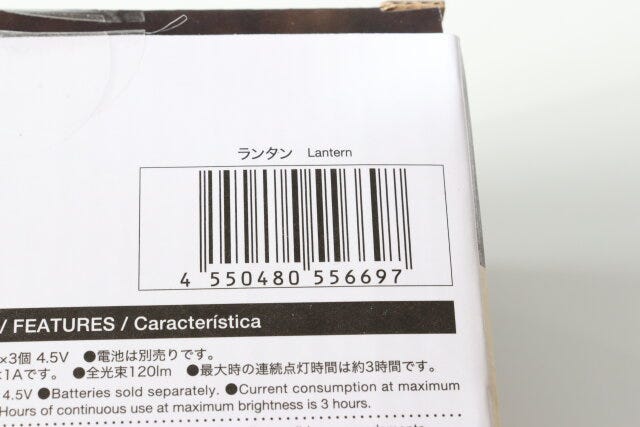 ランタン Lantern
4 550480 556697
/ FEATURES / Característica
×3個 4.5V ●電池は別売りです。
1Aです。 ●全光束120lm ●最大時の連続点灯時間は約3時間です。
4.5V ●Batteries sold separately. ●Current consumption at maximum
Hours of continuous use at maximum brightness is 3 hours.